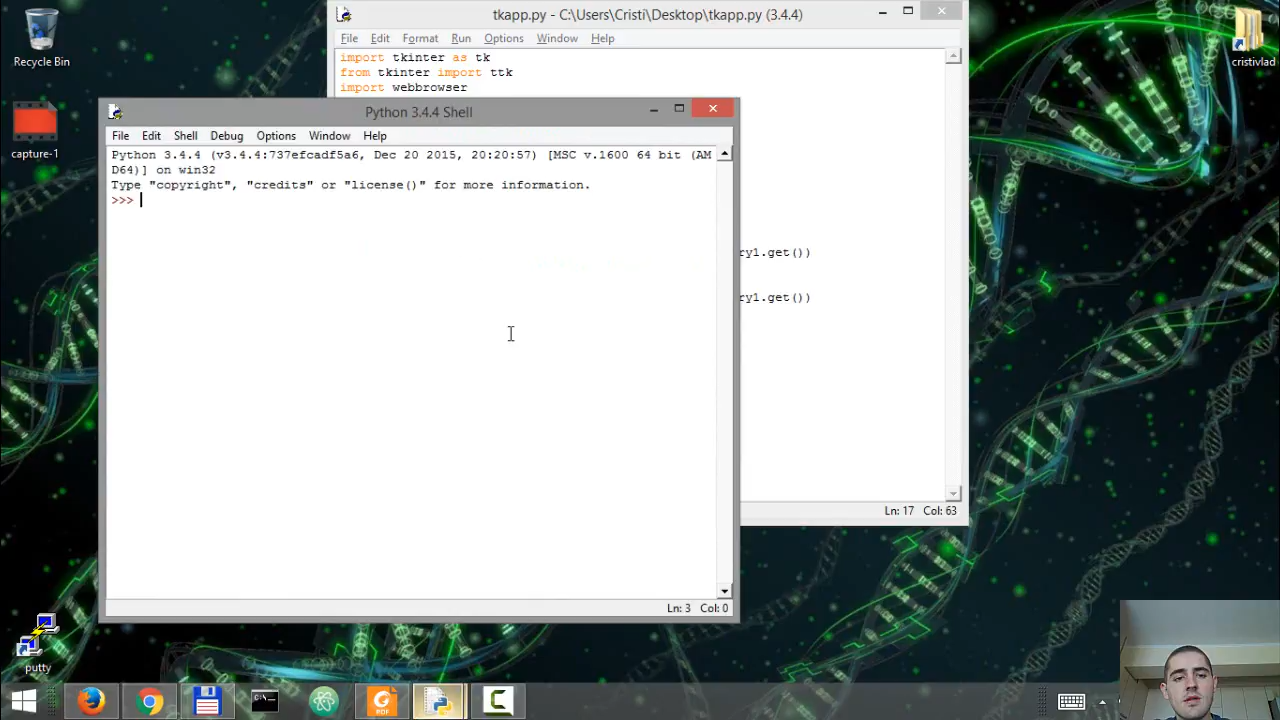 Recycle Bin
capture-1
putty
cristivlad
tkapp.py - C:\Users\Cristi\Desktop\tkapp.py (3.4.4)
File Edit Format Run Options Window Help
import tkinter as tk
from tkinter import ttk
import webbrowser
ry1.get())
ry1.get())
Ln: 17 Col: 63
Python 3.4.4 Shell
File Edit Shell Debug Options Window Help
Python 3.4.4 (v3.4.4:737efcadf5a6, Dec 20 2015, 20:20:57) [MSC v.1600 64 bit (AM
D64)] on win32
Type "copyright", "credits" or "license()" for more information.
>>>
Ln: 3 Col: 0
PDF